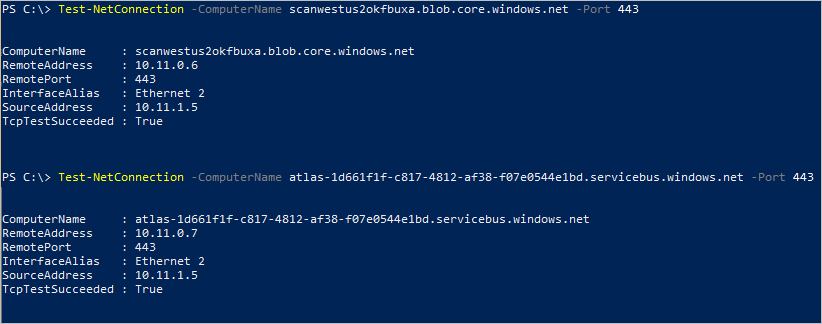 PS C:\> Test-NetConnection -ComputerName scanwestus2okfbuxa.blob.core.windows.net -Port 443
ComputerName     : scanwestus2okfbuxa.blob.core.windows.net
RemoteAddress    : 10.11.0.6
RemotePort       : 443
InterfaceAlias   : Ethernet 2
SourceAddress    : 10.11.1.5
TcpTestSucceeded : True
PS C:\> Test-NetConnection -ComputerName atlas-1d661f1f-c817-4812-af38-f07e0544e1bd.servicebus.windows.net -Port 443
ComputerName     : atlas-1d661f1f-c817-4812-af38-f07e0544e1bd.servicebus.windows.net
RemoteAddress    : 10.11.0.7
RemotePort       : 443
InterfaceAlias   : Ethernet 2
SourceAddress    : 10.11.1.5
TcpTestSucceeded : True